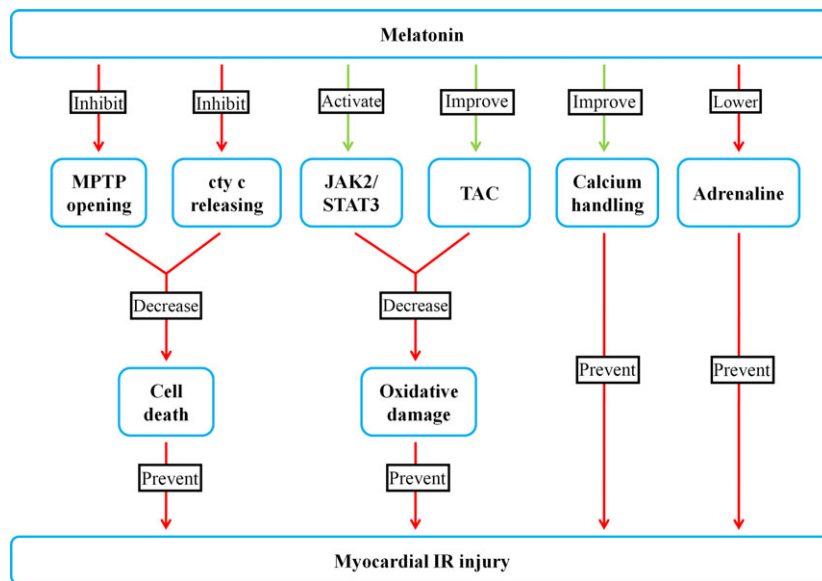 Melatonin
Inhibit
Inhibit
Activate
Improve
Improve
Lower
MPTP
opening
cty c
releasing
JAK2/
STAT3
TAC
Calcium
handling
Adrenaline
Decrease
Decrease
Prevent
Prevent
Cell
death
Oxidative
damage
Prevent
Prevent
Myocardial IR injury